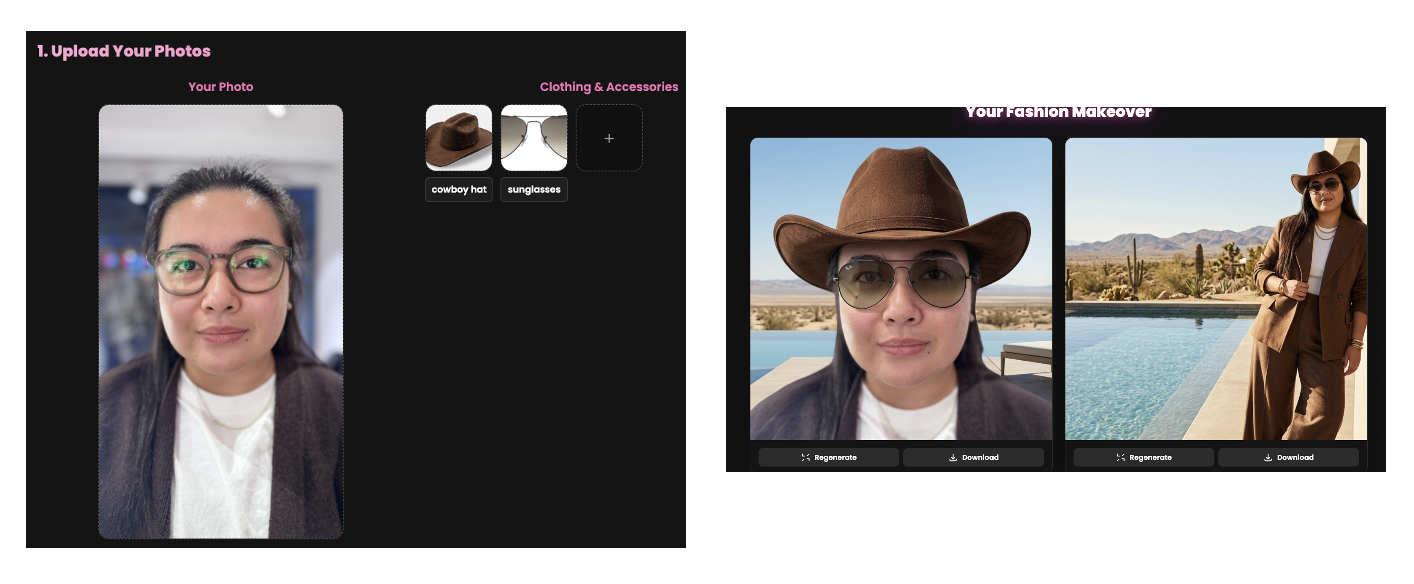 1. Upload Your Photos
Your Photo
Clothing & Accessories
+
cowboy hat
sunglasses
Your Fashion Makeover
Regenerate
Download
Regenerate
Download